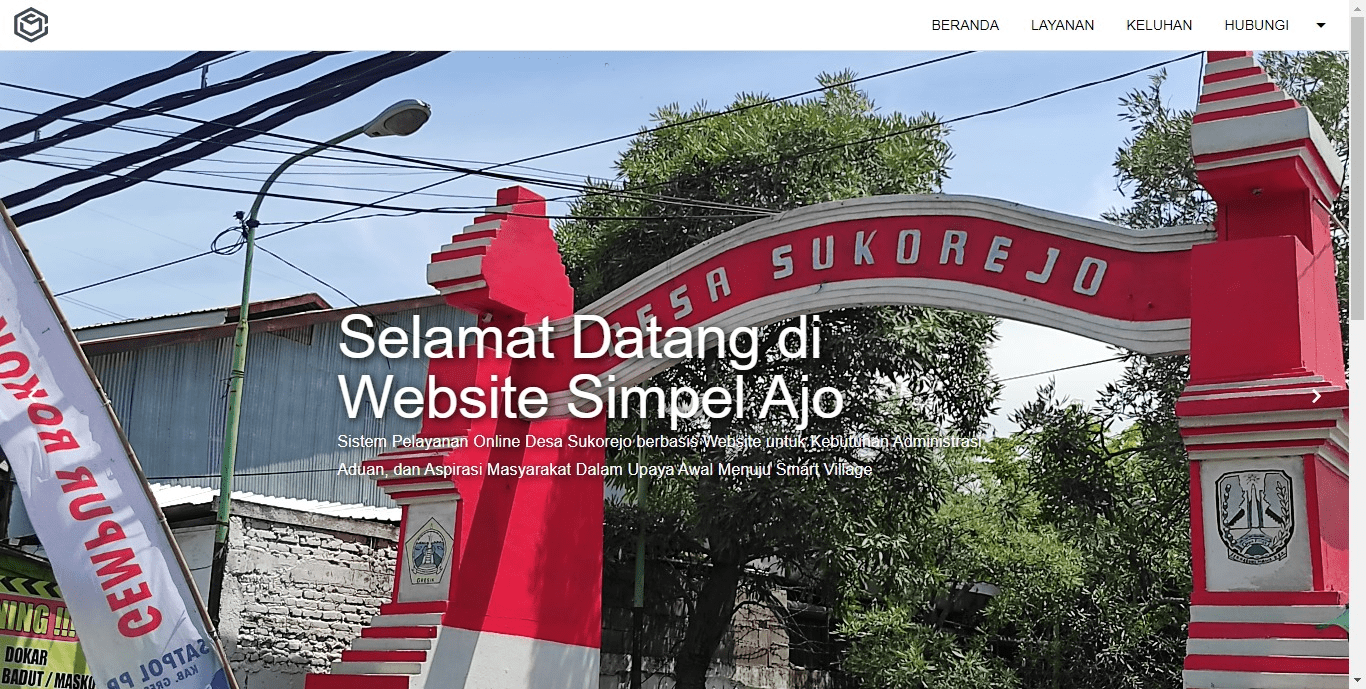 BERANDA LAYANAN KELUHAN HUBUNGI
DESA SUKOREJO
Selamat Datang di
Website Simpel Ajo
Sistem Pelayanan Online Desa Sukorejo berbasis Website untuk Kebutuhan Administrasi,
Aduan, dan Aspirasi Masyarakat Dalam Upaya Awal Menuju Smart Village
GEMPUR ROKOK
SATPOL PP
KAB. GRES
GRESIK
NING !!!
DOKAR
BADUT / MASKO